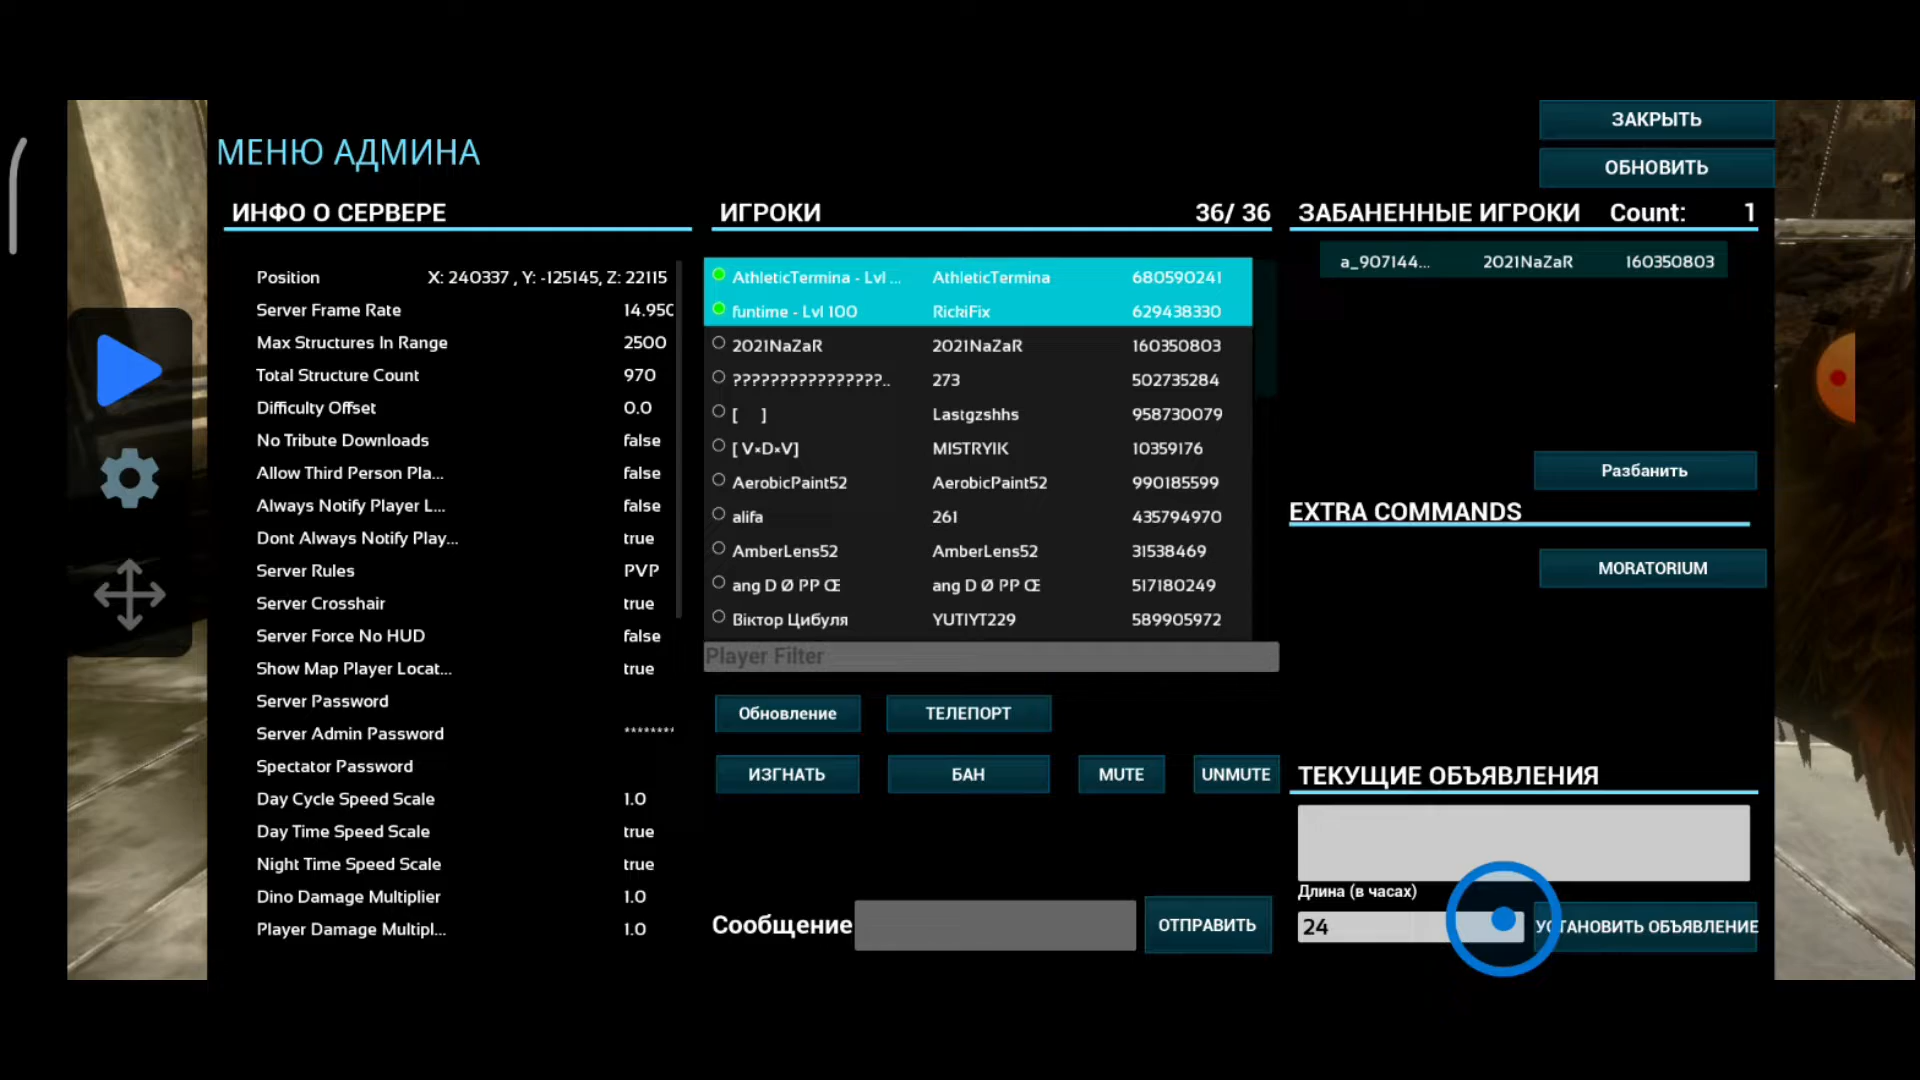 ЗАКРЫТЬ
МЕНЮ АДМИНА
ОБНОВИТЬ
ИНФО О СЕРВЕРЕ
Position X: 240337 , Y: -125145, Z: 22115
Server Frame Rate 14.950
Max Structures In Range 2500
Total Structure Count 970
Difficulty Offset 0.0
No Tribute Downloads false
Allow Third Person Pla... false
Always Notify Player L... false
Dont Always Notify Play... true
Server Rules PVP
Server Crosshair true
Server Force No HUD false
Show Map Player Locat... true
Server Password
Server Admin Password ********
Spectator Password
Day Cycle Speed Scale 1.0
Day Time Speed Scale true
Night Time Speed Scale true
Dino Damage Multiplier 1.0
Player Damage Multipl... 1.0
ИГРОКИ 36/ 36
AthleticTermina - Lvl ... AthleticTermina 680590241
funtime - Lvl 100 RickiFix 629438330
2021NaZaR 2021NaZaR 160350803
????????????????.. 273 502735284
[ ] Lastgzshhs 958730079
[ V×D×V] MISTRYIK 10359176
AerobicPaint52 AerobicPaint52 990185599
alifa 261 435794970
AmberLens52 AmberLens52 31538469
ang D Ø PP Œ ang D Ø PP Œ 517180249
Віктор Цибуля YUTIYT229 589905972
Player Filter
Обновление ТЕЛЕПОРТ
ИЗГНАТЬ БАН MUTE UNMUTE
Сообщение ОТПРАВИТЬ
ЗАБАНЕННЫЕ ИГРОКИ Count: 1
a_907144... 2021NaZaR 160350803
Разбанить
EXTRA COMMANDS
MORATORIUM
ТЕКУЩИЕ ОБЪЯВЛЕНИЯ
Длина (в часах)
24 УСТАНОВИТЬ ОБЪЯВЛЕНИЕ